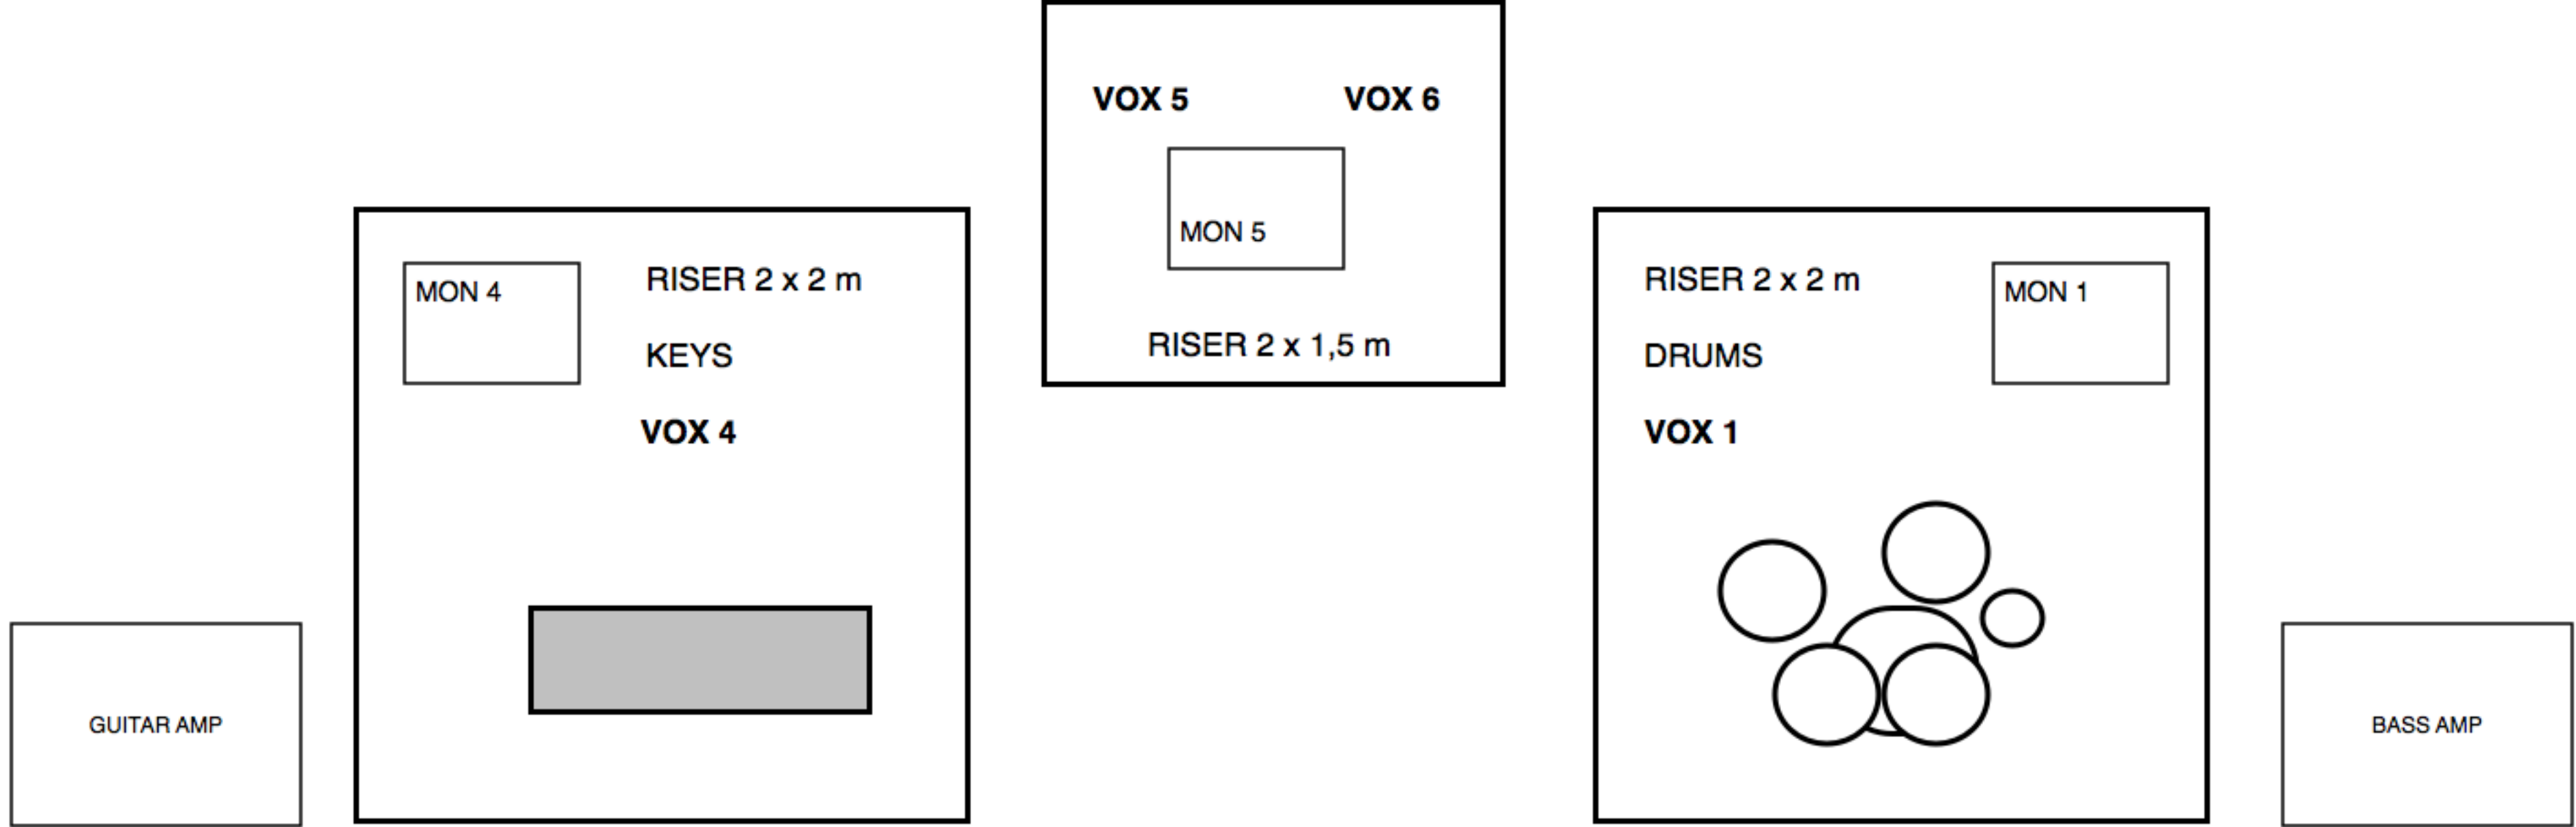 VOX 5 VOX 6
MON 5
RISER 2 x 1,5 m
MON 4
RISER 2 x 2 m
KEYS
VOX 4
RISER 2 x 2 m
DRUMS
VOX 1
MON 1
GUITAR AMP
BASS AMP